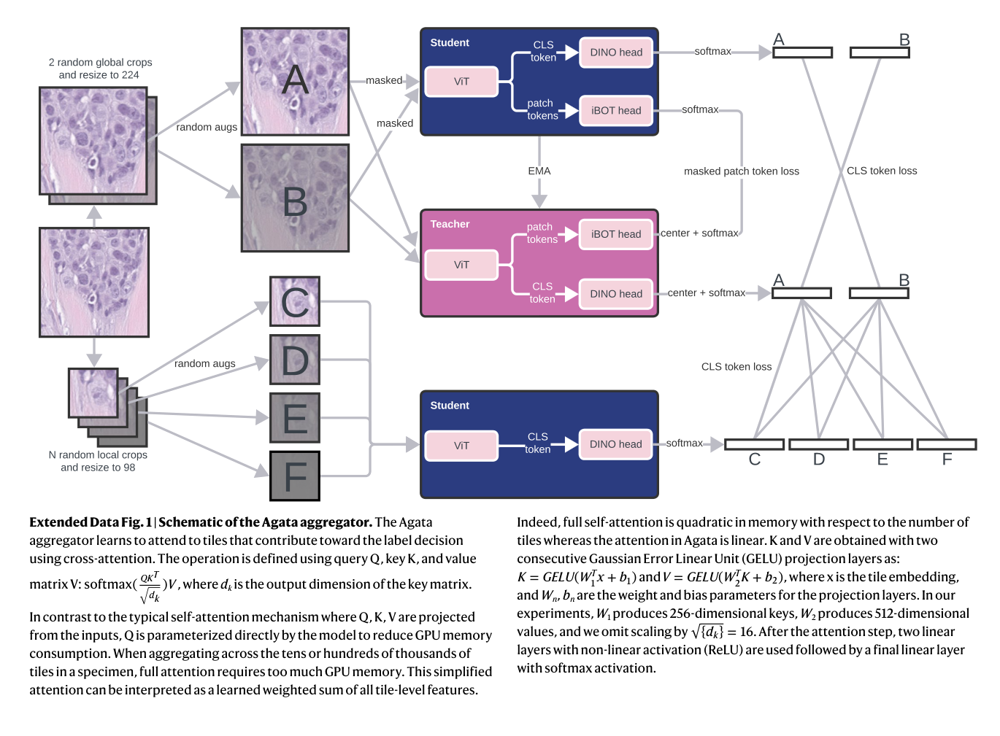 2 random global crops
and resize to 224
random augs
A
B
masked
masked
Student
ViT
CLS
token
DINO head
patch
tokens
iBOT head
softmax
softmax
A
B
EMA
masked patch token loss
CLS token loss
Teacher
ViT
patch
tokens
iBOT head
CLS
token
DINO head
center + softmax
center + softmax
A
B
CLS token loss
random augs
C
D
E
F
N random local crops
and resize to 98
Student
ViT
CLS
token
DINO head
softmax
C
D
E
F
Extended Data Fig. 1 | Schematic of the Agata aggregator. The Agata
aggregator learns to attend to tiles that contribute toward the label decision
using cross-attention. The operation is defined using query Q, key K, and value
matrix V: softmax(\frac{QK^T}{\sqrt{d_k}})V, where d_k is the output dimension of the key matrix.
In contrast to the typical self-attention mechanism where Q, K, V are projected
from the inputs, Q is parameterized directly by the model to reduce GPU memory
consumption. When aggregating across the tens or hundreds of thousands of
tiles in a specimen, full attention requires too much GPU memory. This simplified
attention can be interpreted as a learned weighted sum of all tile-level features.
Indeed, full self-attention is quadratic in memory with respect to the number of
tiles whereas the attention in Agata is linear. K and V are obtained with two
consecutive Gaussian Error Linear Unit (GELU) projection layers as:
K = GELU(W_1^T x + b_1) and V = GELU(W_2^T K + b_2), where x is the tile embedding,
and W_n, b_n are the weight and bias parameters for the projection layers. In our
experiments, W_1 produces 256-dimensional keys, W_2 produces 512-dimensional
values, and we omit scaling by \sqrt{\{d_k\}} = 16. After the attention step, two linear
layers with non-linear activation (ReLU) are used followed by a final linear layer
with softmax activation.